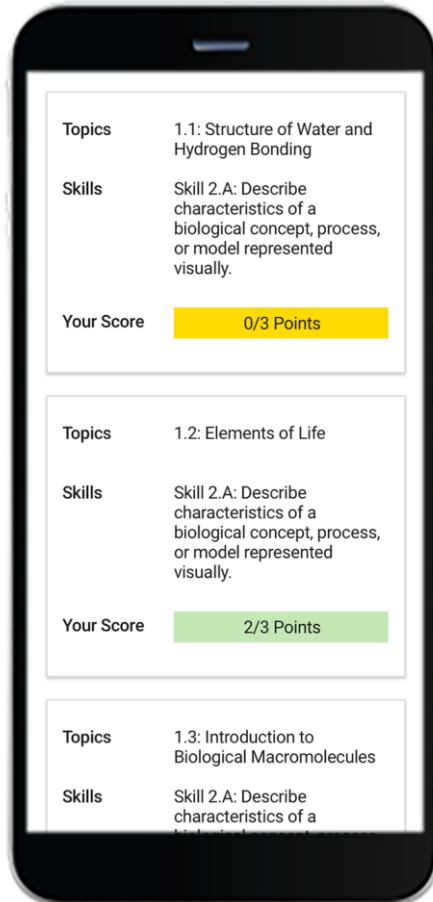 Topics 1.1: Structure of Water and
Hydrogen Bonding
Skills Skill 2.A: Describe
characteristics of a
biological concept, process,
or model represented
visually.
Your Score 0/3 Points
Topics 1.2: Elements of Life
Skills Skill 2.A: Describe
characteristics of a
biological concept, process,
or model represented
visually.
Your Score 2/3 Points
Topics 1.3: Introduction to
Biological Macromolecules
Skills Skill 2.A: Describe
characteristics of a
biological concept, process